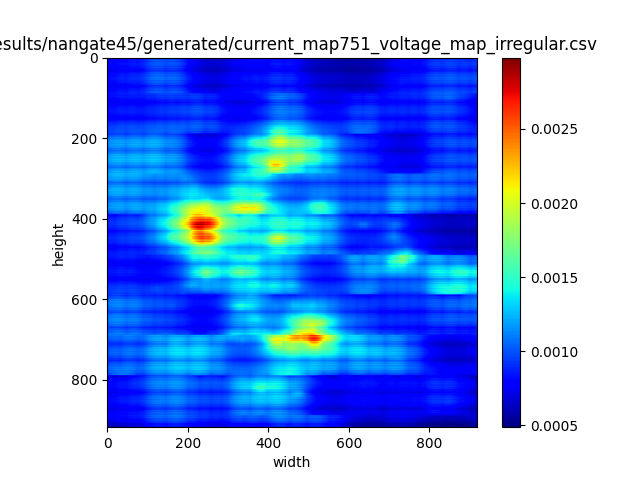 esults/nangate45/generated/current_map751_voltage_map_irregular.csv
0
200
400
600
800
height
0 200 400 600 800
width
0.0025
0.0020
0.0015
0.0010
0.0005